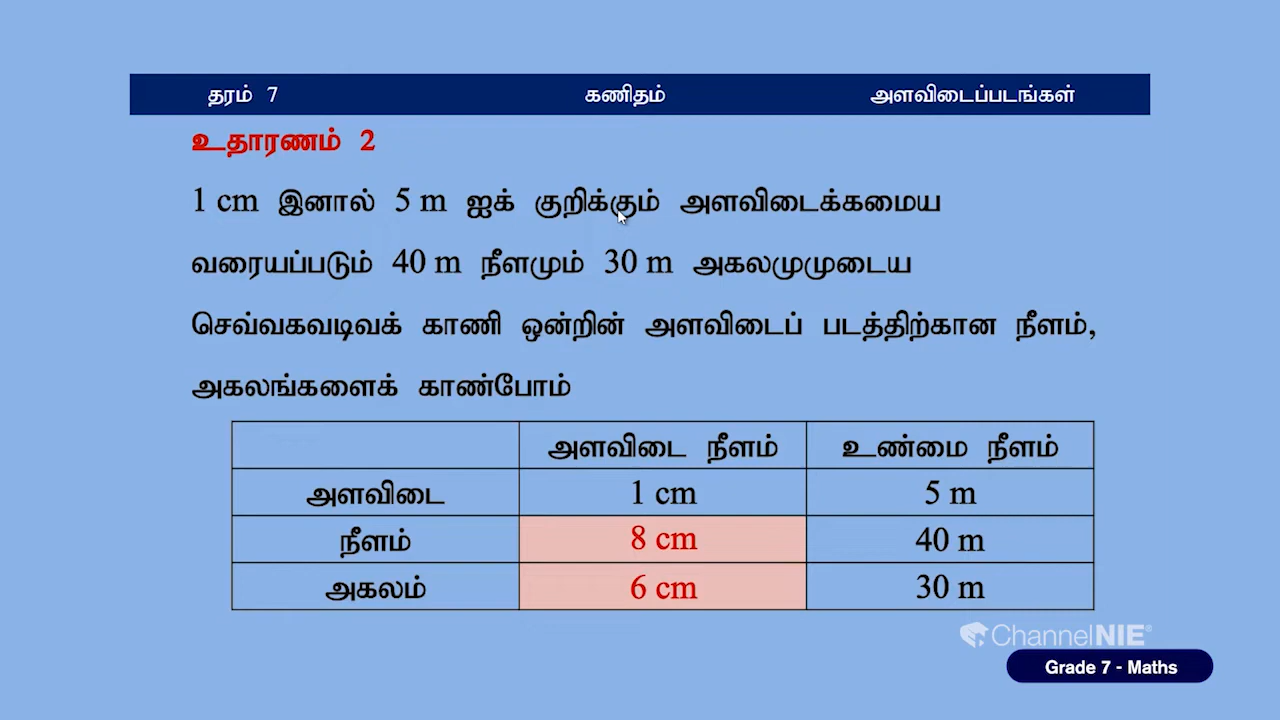 தரம் 7 கணிதம் அளவிடைப்படங்கள்
உதாரணம் 2
1 cm இனால் 5 m ஐக் குறிக்கும் அளவிடைக்கமைய
வரையப்படும் 40 m நீளமும் 30 m அகலமுமுடைய
செவ்வகவடிவக் காணி ஒன்றின் அளவிடைப் படத்திற்கான நீளம்,
அகலங்களைக் காண்போம்
அளவிடை நீளம் உண்மை நீளம்
அளவிடை 1 cm 5 m
நீளம் 8 cm 40 m
அகலம் 6 cm 30 m
ChannelNIE®
Grade 7 - Maths